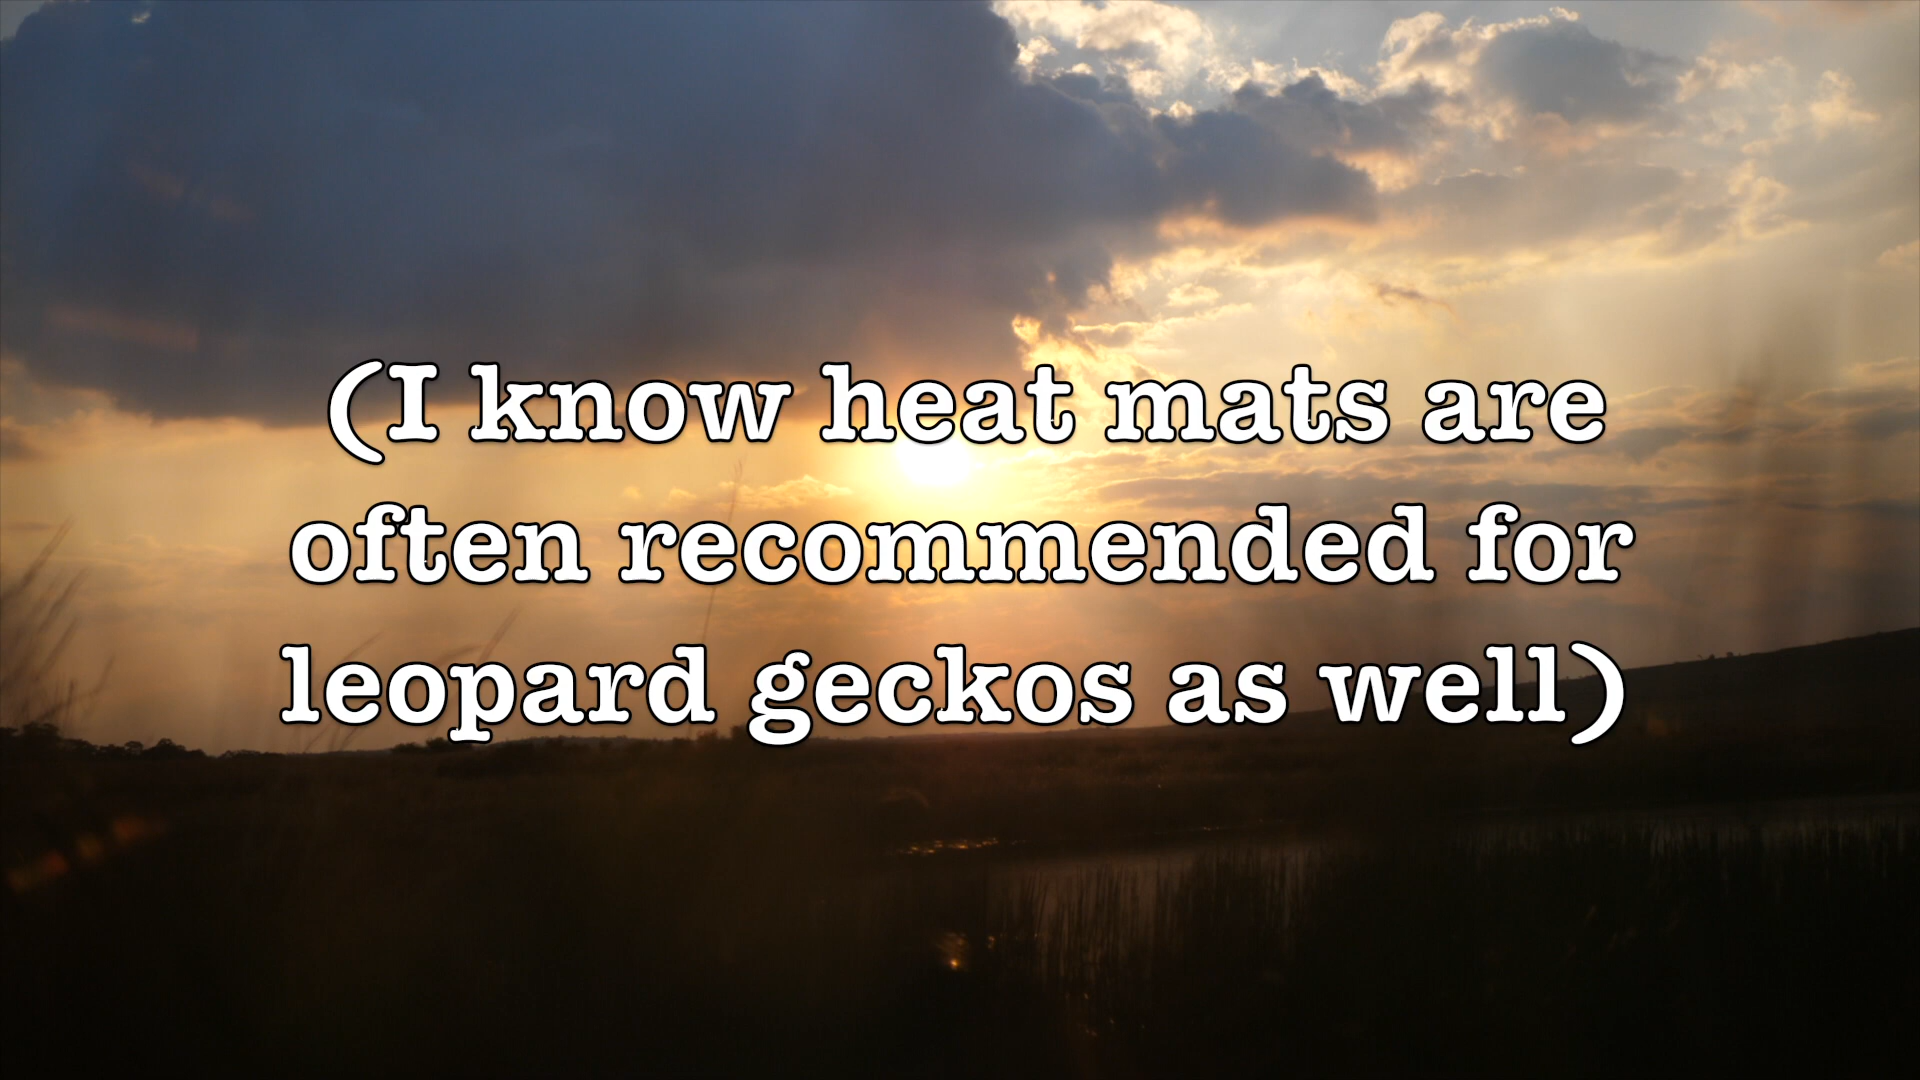 (I know heat mats are
often recommended for
leopard geckos as well)